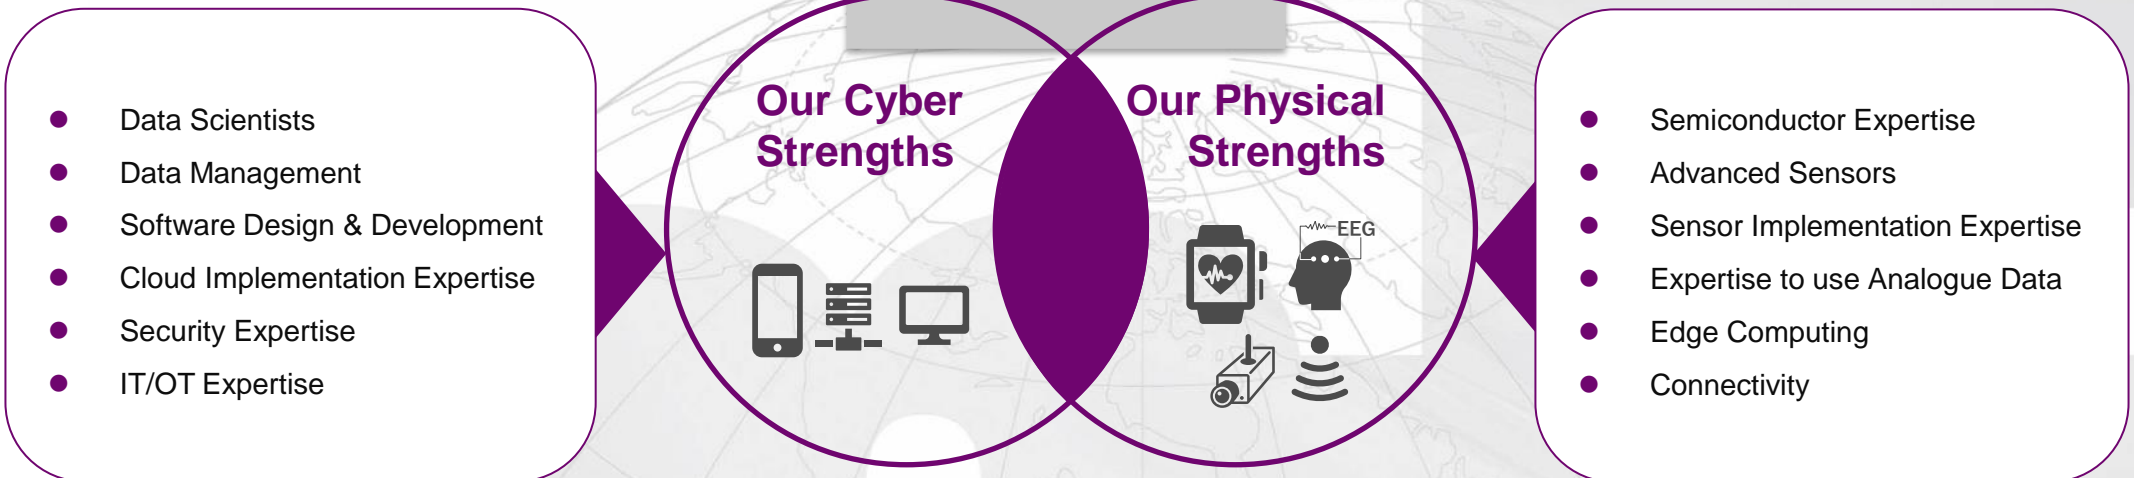 Data Scientists
Data Management
Software Design & Development
Cloud Implementation Expertise
Security Expertise
IT/OT Expertise
Our Cyber
Strengths
Our Physical
Strengths
EEG
Semiconductor Expertise
Advanced Sensors
Sensor Implementation Expertise
Expertise to use Analogue Data
Edge Computing
Connectivity